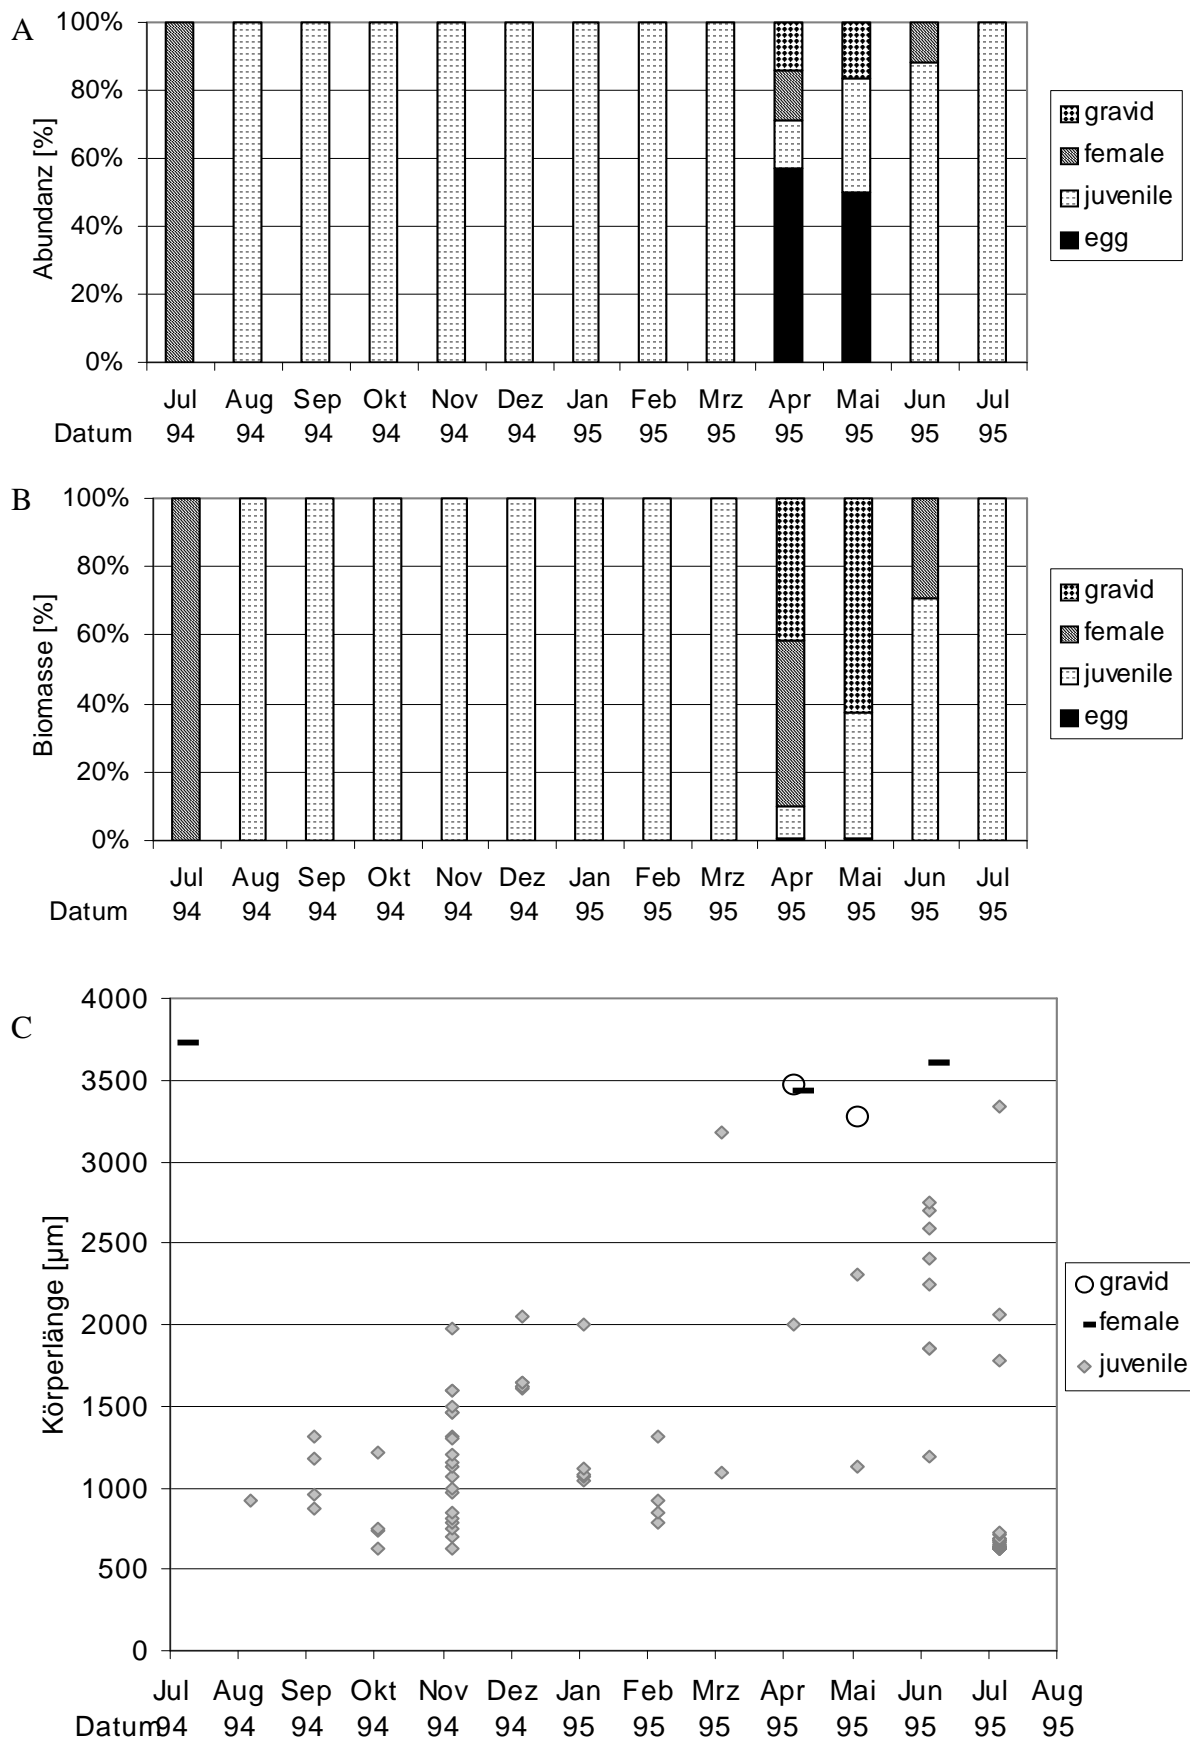 A
Abundanz [%]
100%
80%
60%
40%
20%
0%
Jul Aug Sep Okt Nov Dez Jan Feb Mrz Apr Mai Jun Jul
Datum 94 94 94 94 94 94 95 95 95 95 95 95 95
gravid
female
juvenile
egg
B
Biomasse [%]
100%
80%
60%
40%
20%
0%
Jul Aug Sep Okt Nov Dez Jan Feb Mrz Apr Mai Jun Jul
Datum 94 94 94 94 94 94 95 95 95 95 95 95 95
gravid
female
juvenile
egg
C
Körperlänge [µm]
4000
3500
3000
2500
2000
1500
1000
500
0
Jul Aug Sep Okt Nov Dez Jan Feb Mrz Apr Mai Jun Jul Aug
Datum 94 94 94 94 94 94 95 95 95 95 95 95 95 95
gravid
female
juvenile